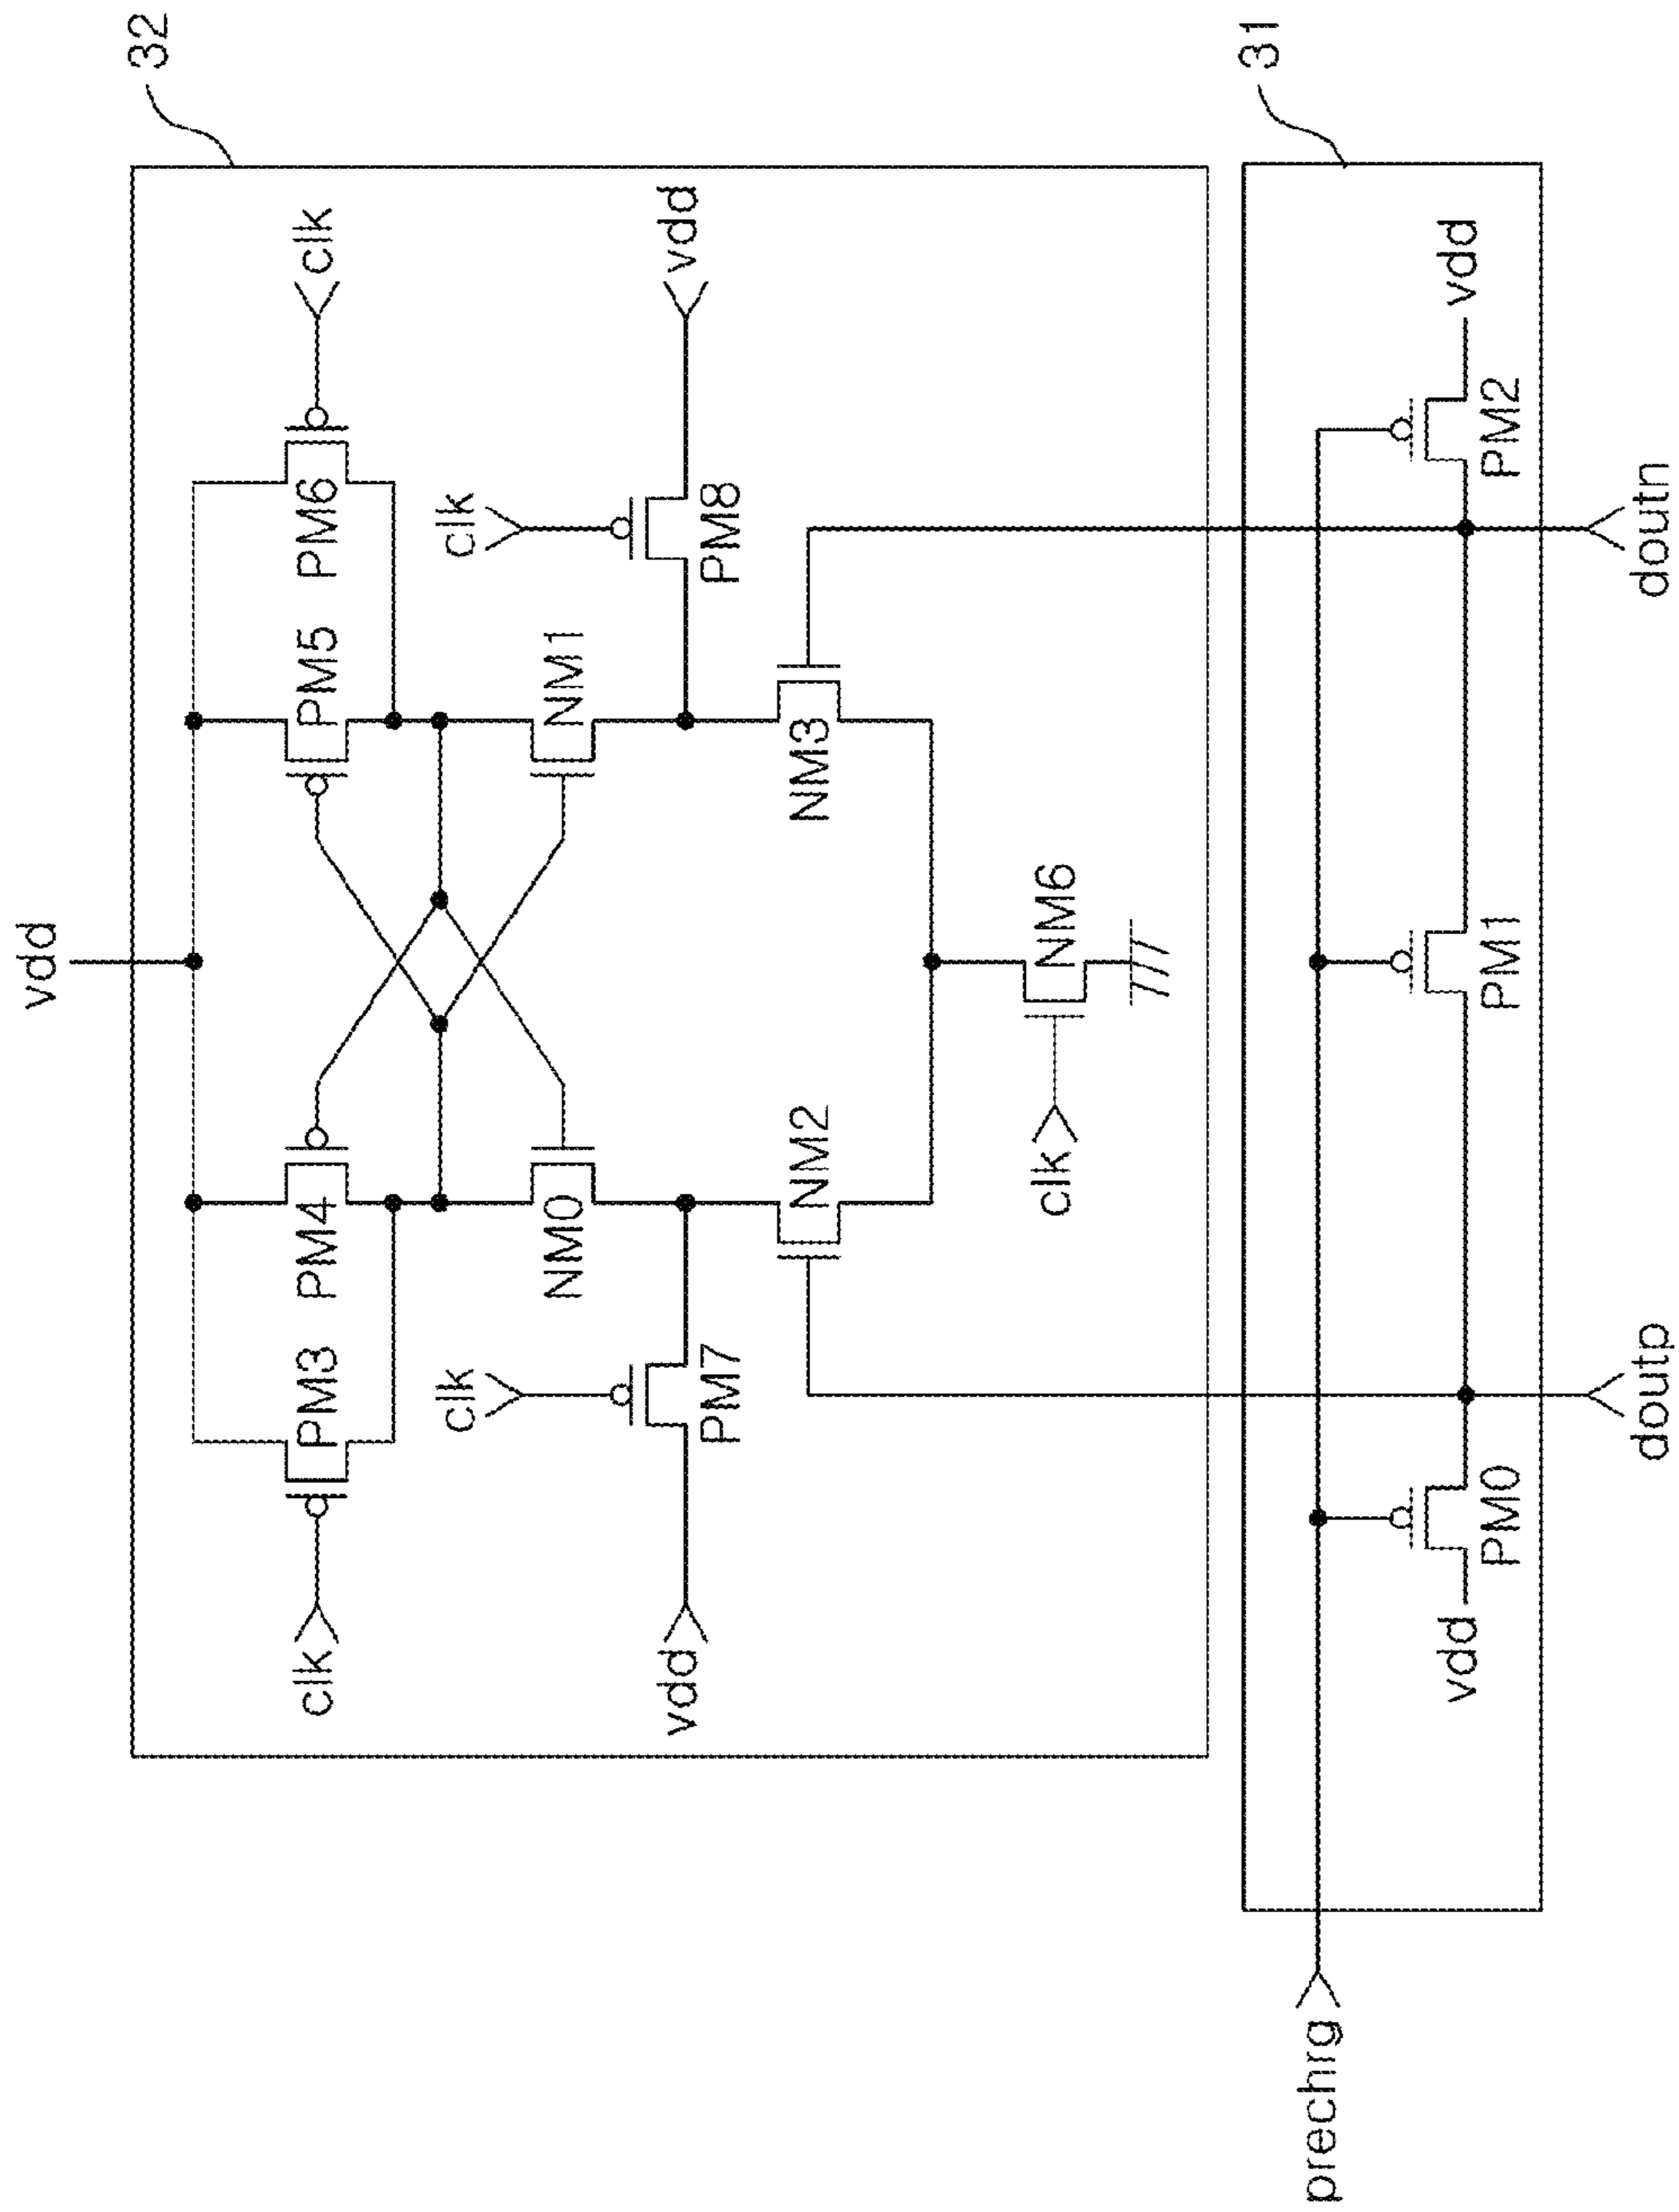 32
vdd
clk
PM3
PM4
PM5
PM6
clk
clk
clk
NM0
NM1
vdd
PM7
PM8
vdd
NM2
NM3
clk
NM6
31
prechrg
vdd
PM0
PM1
PM2
vdd
doutp
doutn